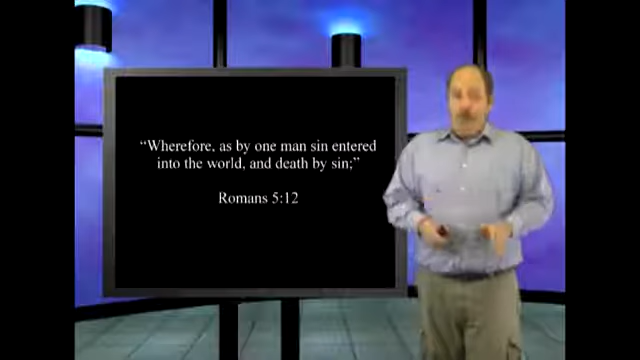 “Wherefore, as by one man sin entered
into the world, and death by sin;”
Romans 5:12